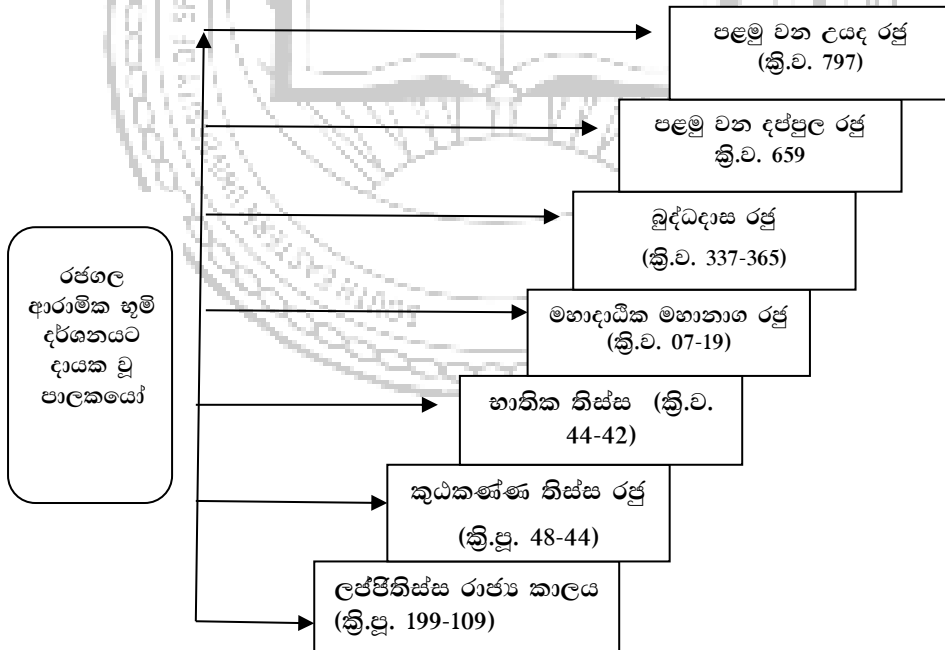 පළමු වන උයද රජු
(ක්‍රි.ව. 797)
පළමු වන දප්පුල රජු
ක්‍රි.ව. 659
බුද්ධදාස රජු
(ක්‍රි.ව. 337-365)
රජගල
ආරාමික භූමි
දර්ශනයට
දායක වූ
පාලකයෝ
මහාදාඨික මහානාග රජු
(ක්‍රි.ව. 07-19)
භාතික තිස්ස (ක්‍රි.ව.
44-42)
කුඨකණ්ණ තිස්ස රජු
(ක්‍රි.පූ. 48-44)
ලජ්ජිතිස්ස රාජ්‍ය කාලය
(ක්‍රි.පූ. 199-109)